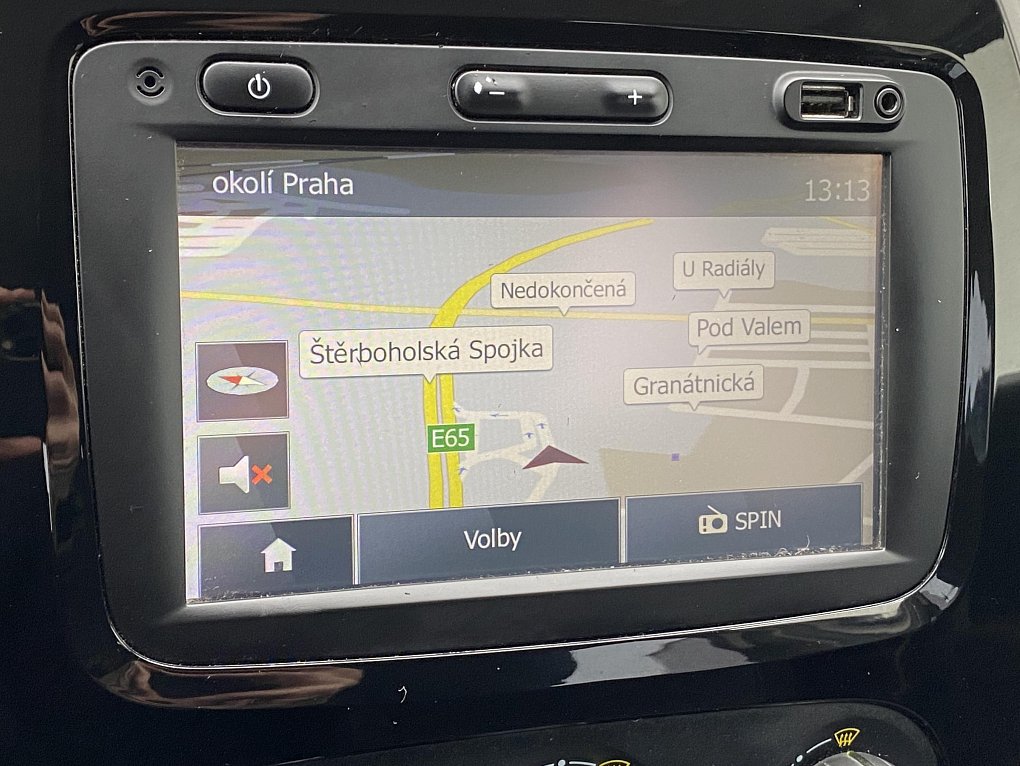 okolí Praha
13:13
U Radiály
Nedokončená
Pod Valem
Štěrboholská Spojka
Granátnická
E65
Volby
SPIN